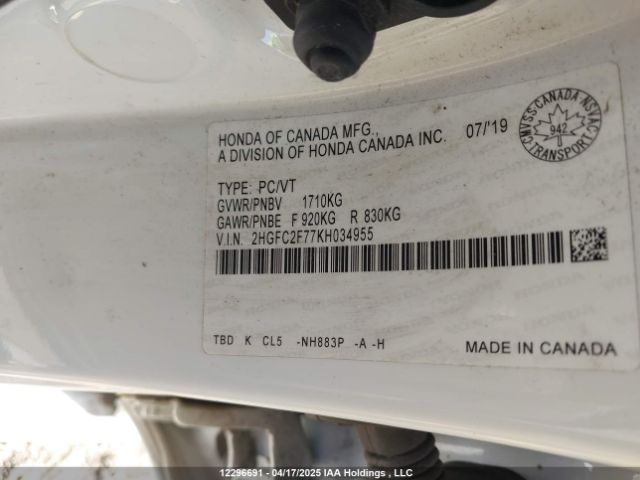 HONDA OF CANADA MFG.,
A DIVISION OF HONDA CANADA INC. 07/'19
TYPE: PC/VT
GVWR/PNBV 1710KG
GAWR/PNBE F 920KG R 830KG
V.I.N. 2HGFC2F77KH034955
CANADA
942
TRANSPORT
TBD K CL5 -NH883P -A -H
MADE IN CANADA
12296691 - 04/17/2025 IAA Holdings , LLC